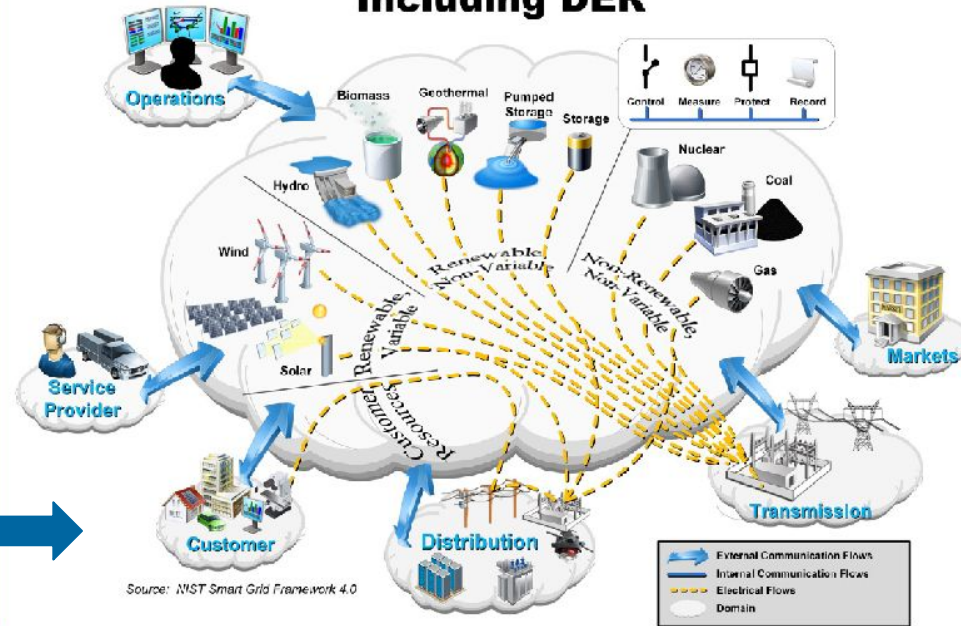 Including DER
Operations
Biomass
Geothermal
Pumped
Storage
Storage
Control
Measure
Protect
Record
Nuclear
Coal
Hydro
Wind
Renewable,
Non-Variable
Non-Renewable,
Non-Variable
Gas
Renewable,
Variable
Solar
Markets
Service
Provider
Customer
Resources
Customer
Distribution
Transmission
Source: NIST Smart Grid Framework 4.0
External Communication Flows
Internal Communication Flows
Electrical Flows
Domain